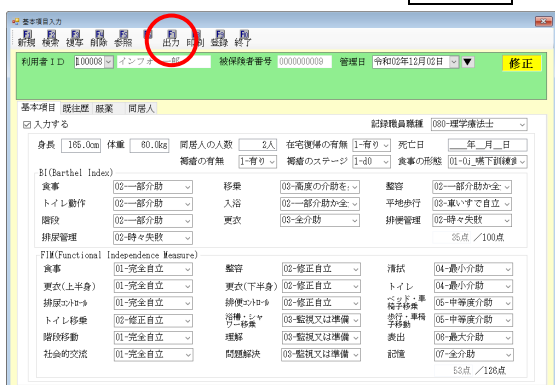 基本項目入力
新規 検索 複写 削除 参照 出力 印刷 登録 終了
利用者ID 100008 インフォ 一郎 被保険者番号 0000000009 管理日 令和02年12月02日 ▼ 修正
基本項目 既往歴 服薬 同居人
入力する 記録職員職種 080-理学療法士
身長 165.0cm 体重 60.0kg 同居人の人数 2人 在宅復帰の有無 1-有り 死亡日 年 月 日
褥瘡の有無 1-有り 褥瘡のステージ 1-d0 食事の形態 01-0j_嚥下訓練
BI(Barthel Index)
食事 02-一部介助 移乗 03-高度の介助を 整容 02-一部介助か全
トイレ動作 02-一部介助 入浴 02-一部介助か全 平地歩行 03-車いすで自立
階段 02-一部介助 更衣 03-全介助 排便管理 02-時々失敗
排尿管理 02-時々失敗 35点 /100点
FIM(Functional Independence Measure)
食事 01-完全自立 整容 02-修正自立 清拭 04-最小介助
更衣(上半身) 01-完全自立 更衣(下半身) 02-修正自立 トイレ 04-最小介助
排尿コントロール 01-完全自立 排便コントロール 02-修正自立 ベッド・車椅子移乗 05-中等度介助
トイレ移乗 02-修正自立 浴槽・シャワー移乗 03-監視又は準備 歩行・車椅子移動 05-中等度介助
階段移動 01-完全自立 理解 03-監視又は準備 表出 06-最大介助
社会的交流 01-完全自立 問題解決 03-監視又は準備 記憶 07-全介助
53点 /126点